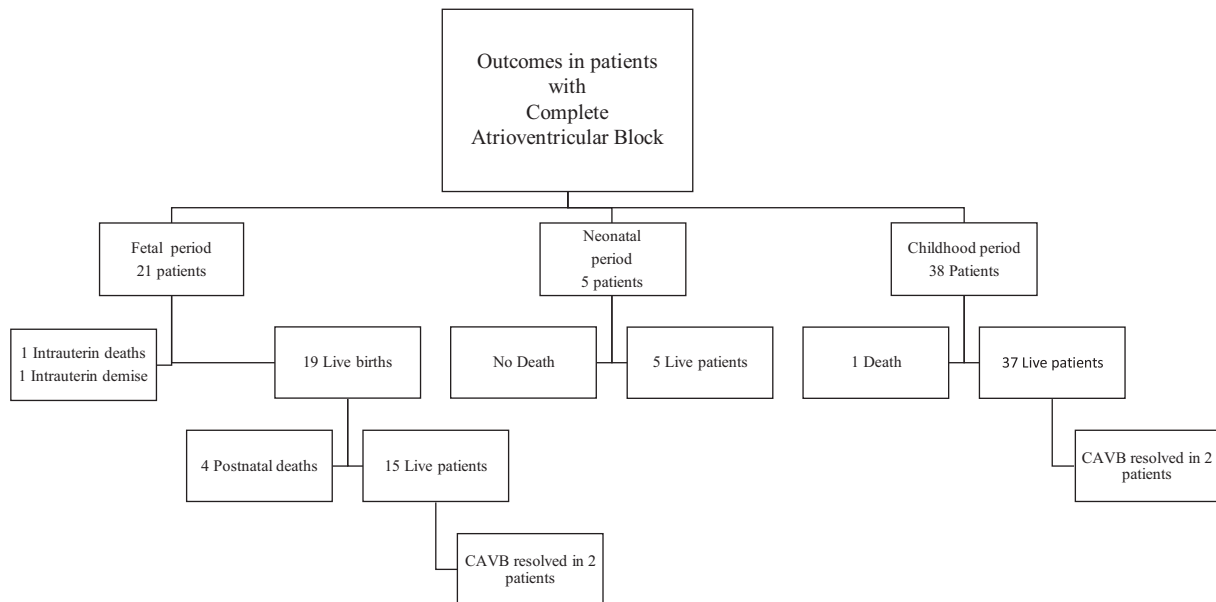 Outcomes in patients
with
Complete
Atrioventricular Block
Fetal period
21 patients
Neonatal
period
5 patients
Childhood period
38 Patients
1 Intrauterin deaths
1 Intrauterin demise
19 Live births
No Death
5 Live patients
1 Death
37 Live patients
4 Postnatal deaths
15 Live patients
CAVB resolved in 2
patients
CAVB resolved in 2
patients